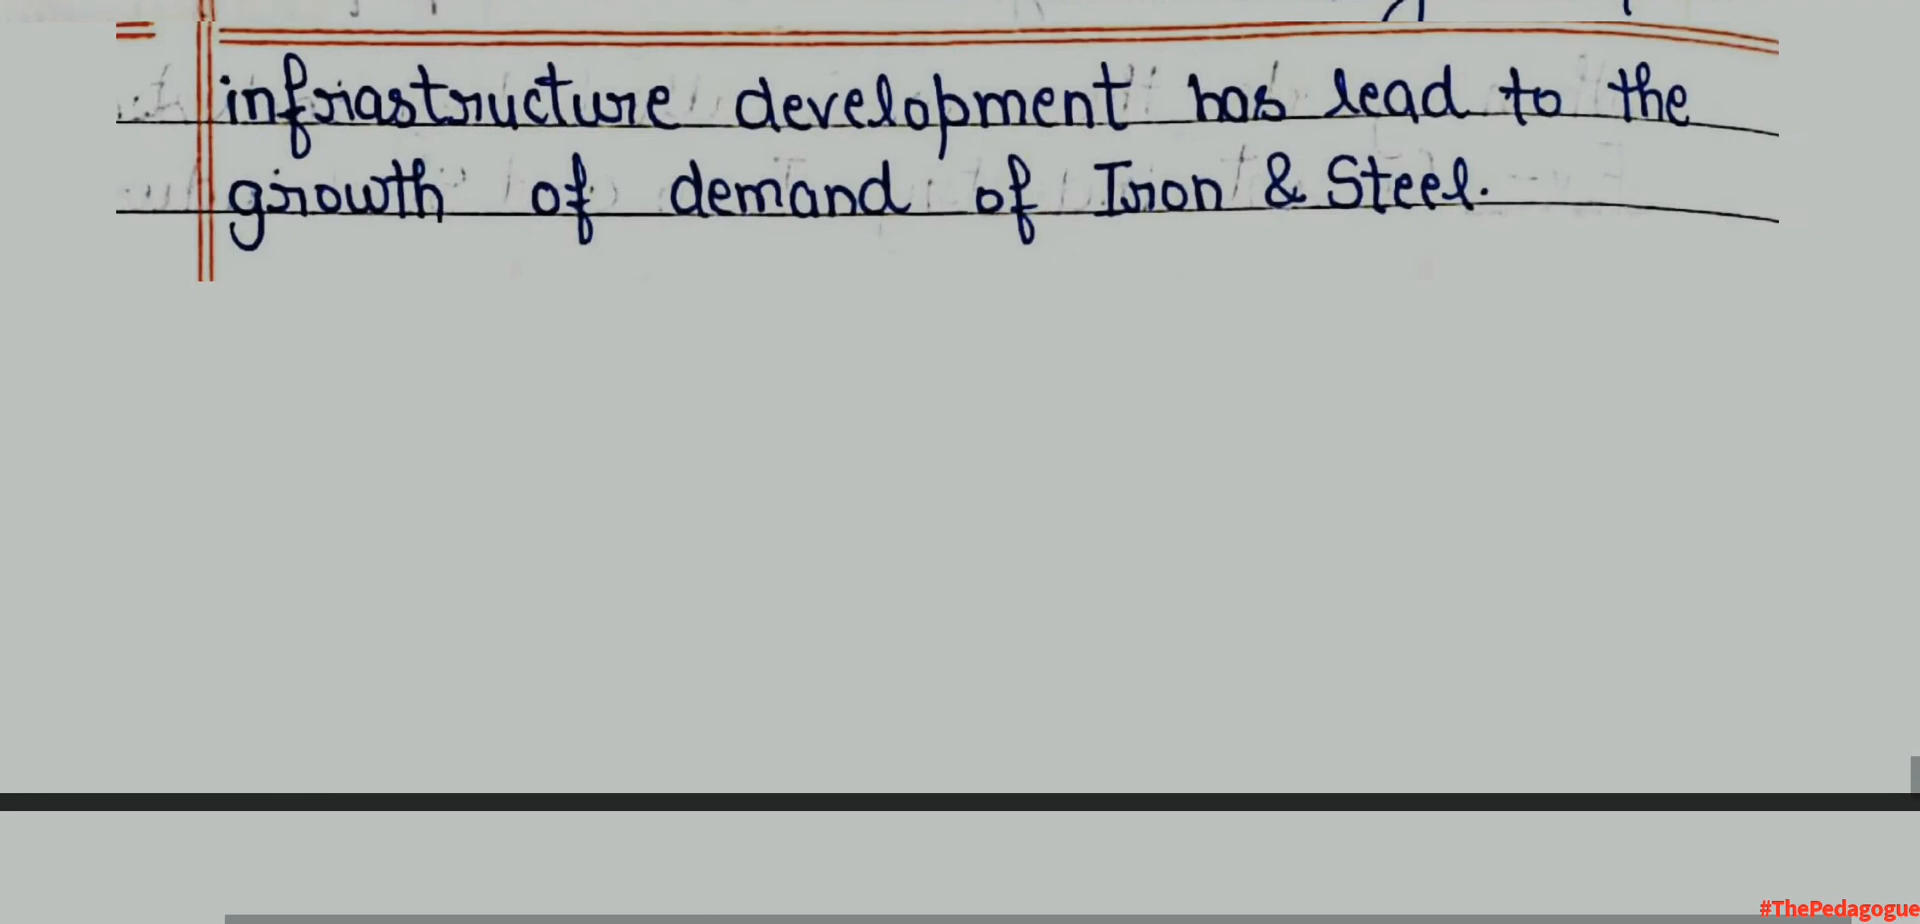 infrastructure development has lead to the
growth of demand of Iron & Steel.
#ThePedagogue